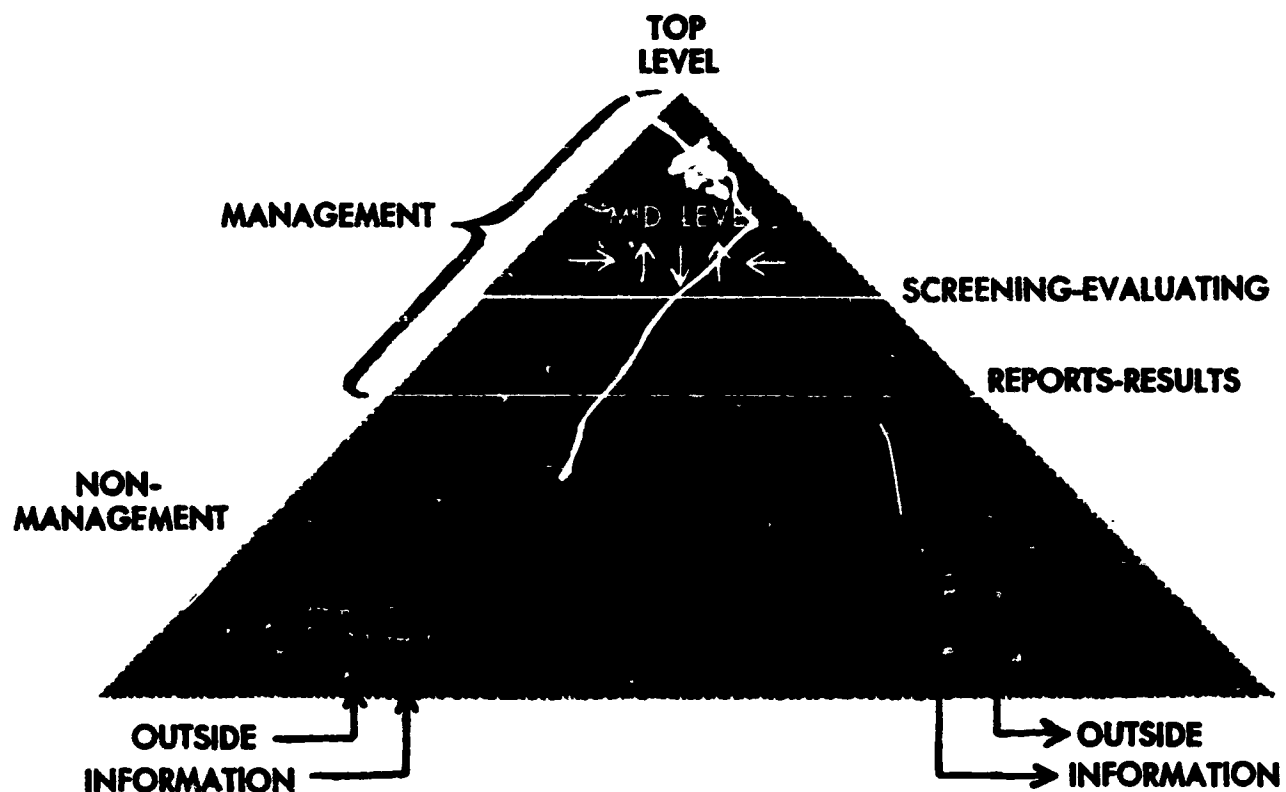 TOP
LEVEL
MANAGEMENT
MID LEVEL
SCREENING-EVALUATING
REPORTS-RESULTS
NON-
MANAGEMENT
OUTSIDE
INFORMATION
OUTSIDE
INFORMATION